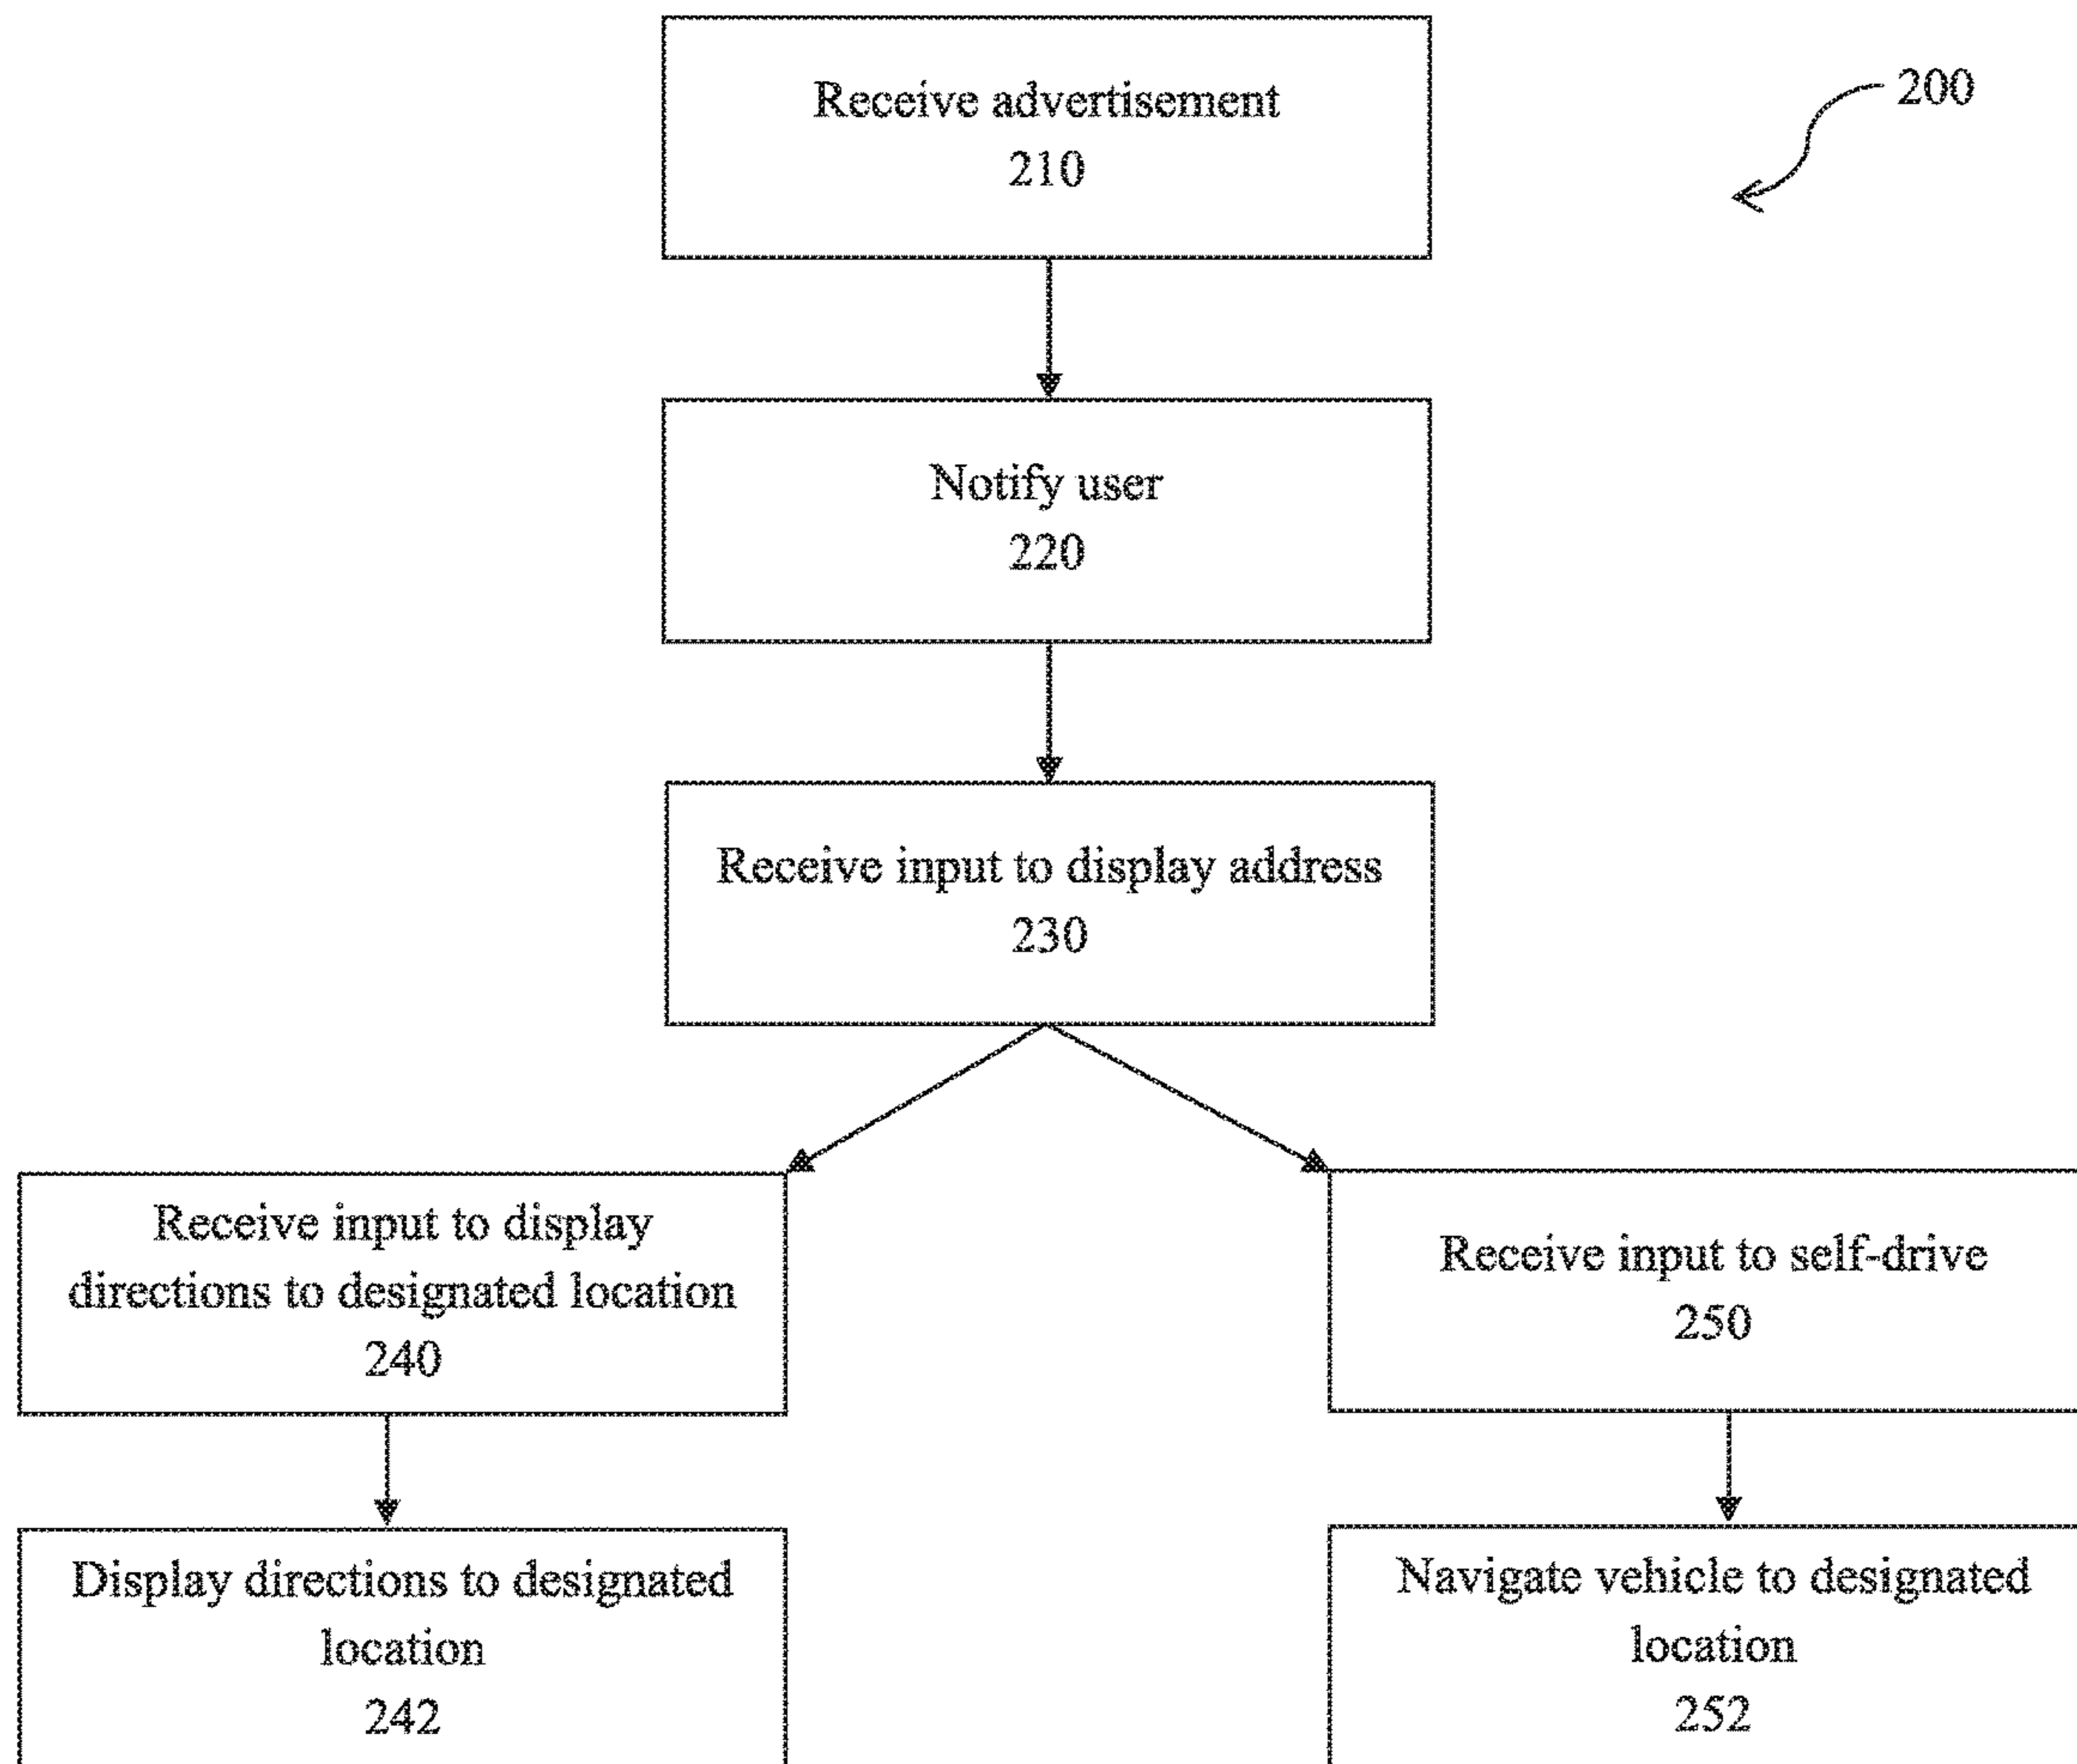 Receive advertisement
210
200
Notify user
220
Receive input to display address
230
Receive input to display
directions to designated location
240
Receive input to self-drive
250
Display directions to designated
location
242
Navigate vehicle to designated
location
252